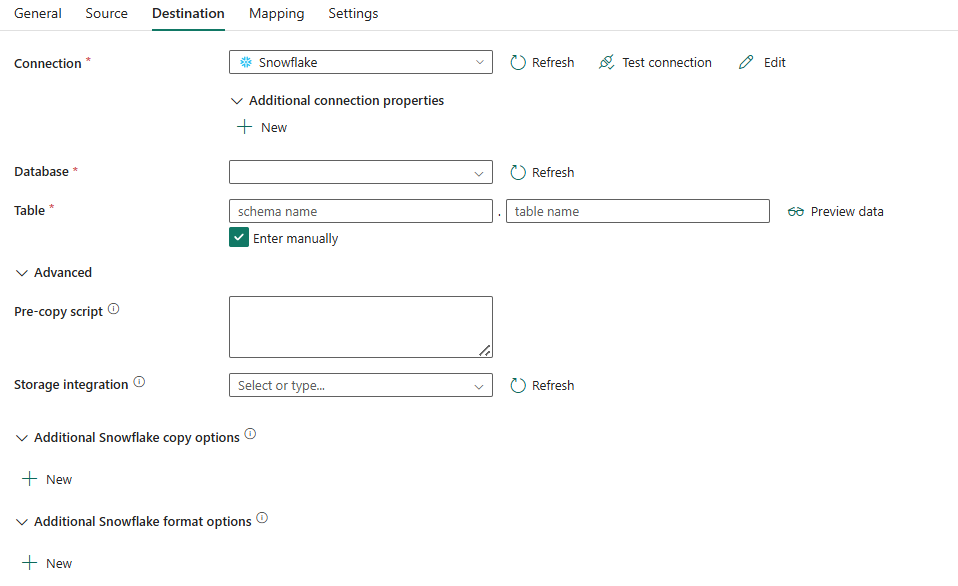 General Source Destination Mapping Settings
Connection * Snowflake Refresh Test connection Edit
Additional connection properties
New
Database * Refresh
Table * schema name . table name Preview data
Enter manually
Advanced
Pre-copy script
Storage integration Select or type... Refresh
Additional Snowflake copy options
New
Additional Snowflake format options
New